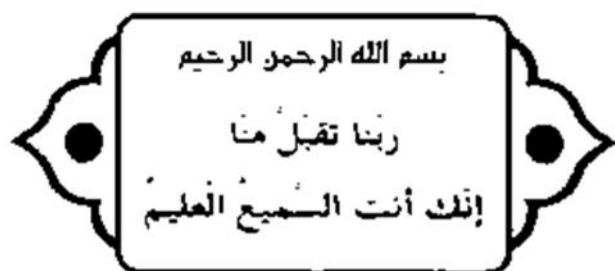 بسم الله الرحمن الرحيم
ربنا تقبلُ منا
إنك أنت السميعُ العليمُ